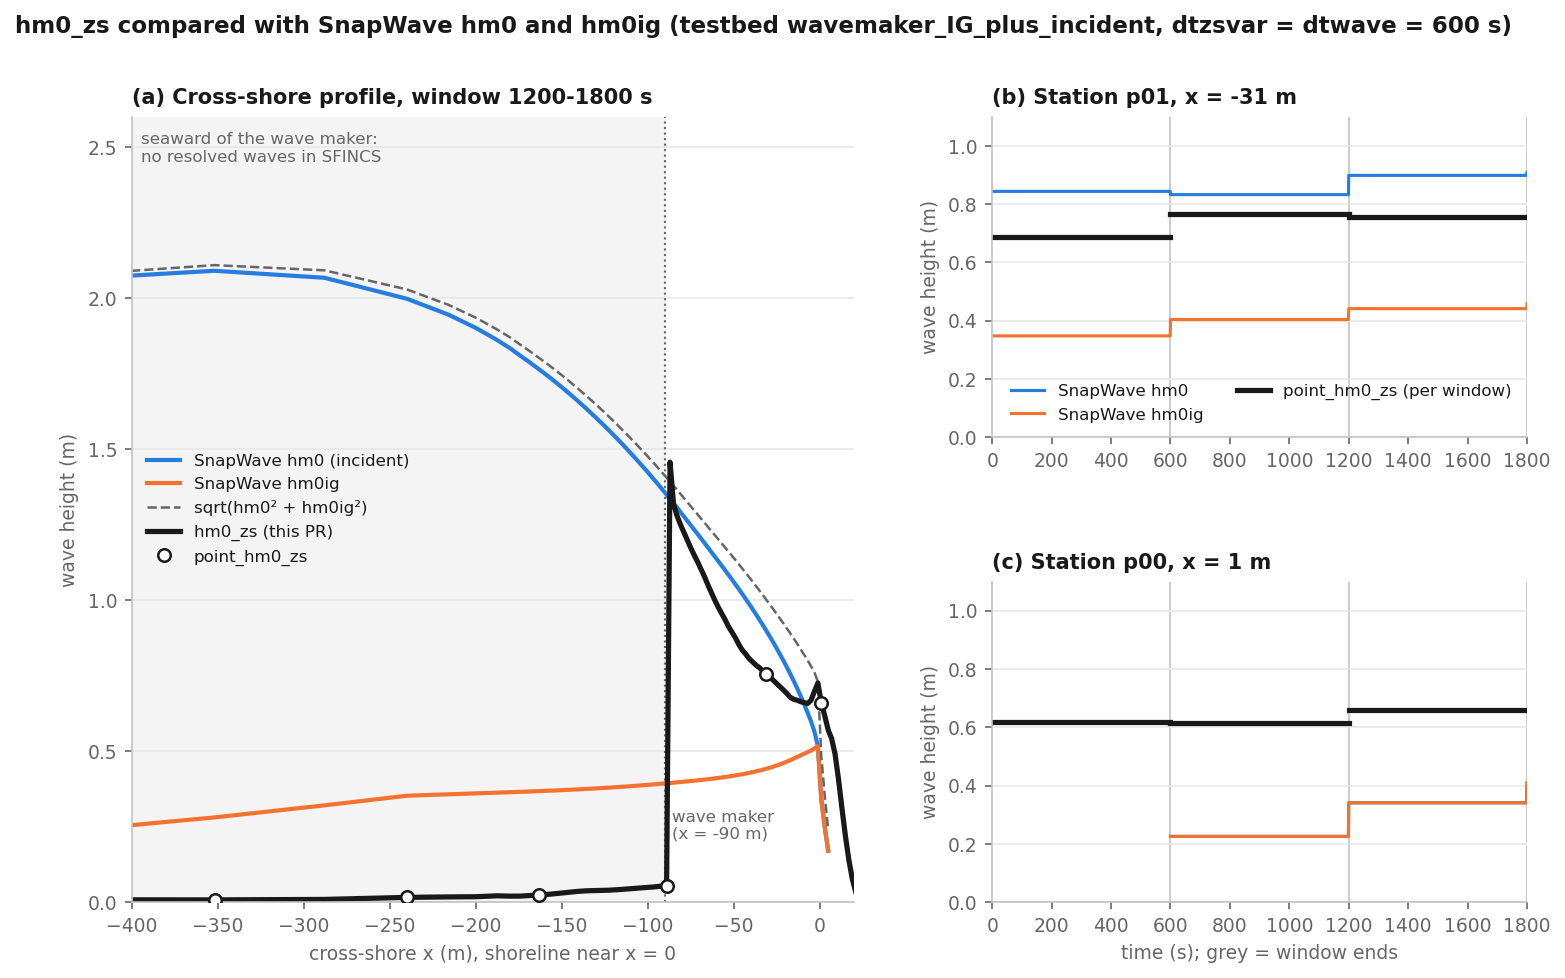 hm0_zs compared with SnapWave hm0 and hm0ig (testbed wavemaker_IG_plus_incident, dtzsvar = dtwave = 600 s)
(a) Cross-shore profile, window 1200-1800 s
seaward of the wave maker:
no resolved waves in SFINCS
2.5
2.0
1.5
1.0
0.5
0.0
wave height (m)
SnapWave hm0 (incident)
SnapWave hm0ig
sqrt(hm0² + hm0ig²)
hm0_zs (this PR)
point_hm0_zs
wave maker
(x = -90 m)
−400 −350 −300 −250 −200 −150 −100 −50 0
cross-shore x (m), shoreline near x = 0
(b) Station p01, x = -31 m
1.0
0.8
0.6
0.4
0.2
0.0
wave height (m)
SnapWave hm0
SnapWave hm0ig
point_hm0_zs (per window)
0 200 400 600 800 1000 1200 1400 1600 1800
(c) Station p00, x = 1 m
1.0
0.8
0.6
0.4
0.2
0.0
wave height (m)
0 200 400 600 800 1000 1200 1400 1600 1800
time (s); grey = window ends